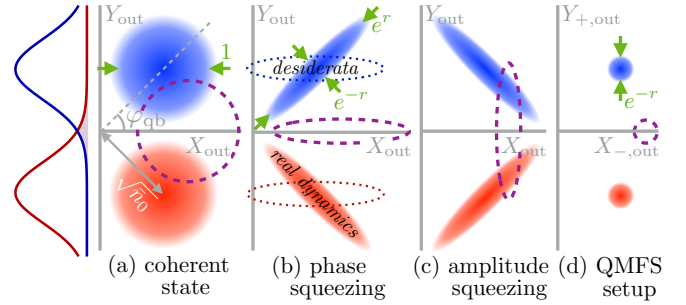 Y_out Y_out Y_out Y_+,out
1 e^r
desiderata
e^−r e^−r
φ_qb
X_out X_out X_out X_−,out
√n̄_0 real dynamics
(a) coherent state
(b) phase squeezing
(c) amplitude squeezing
(d) QMFS setup